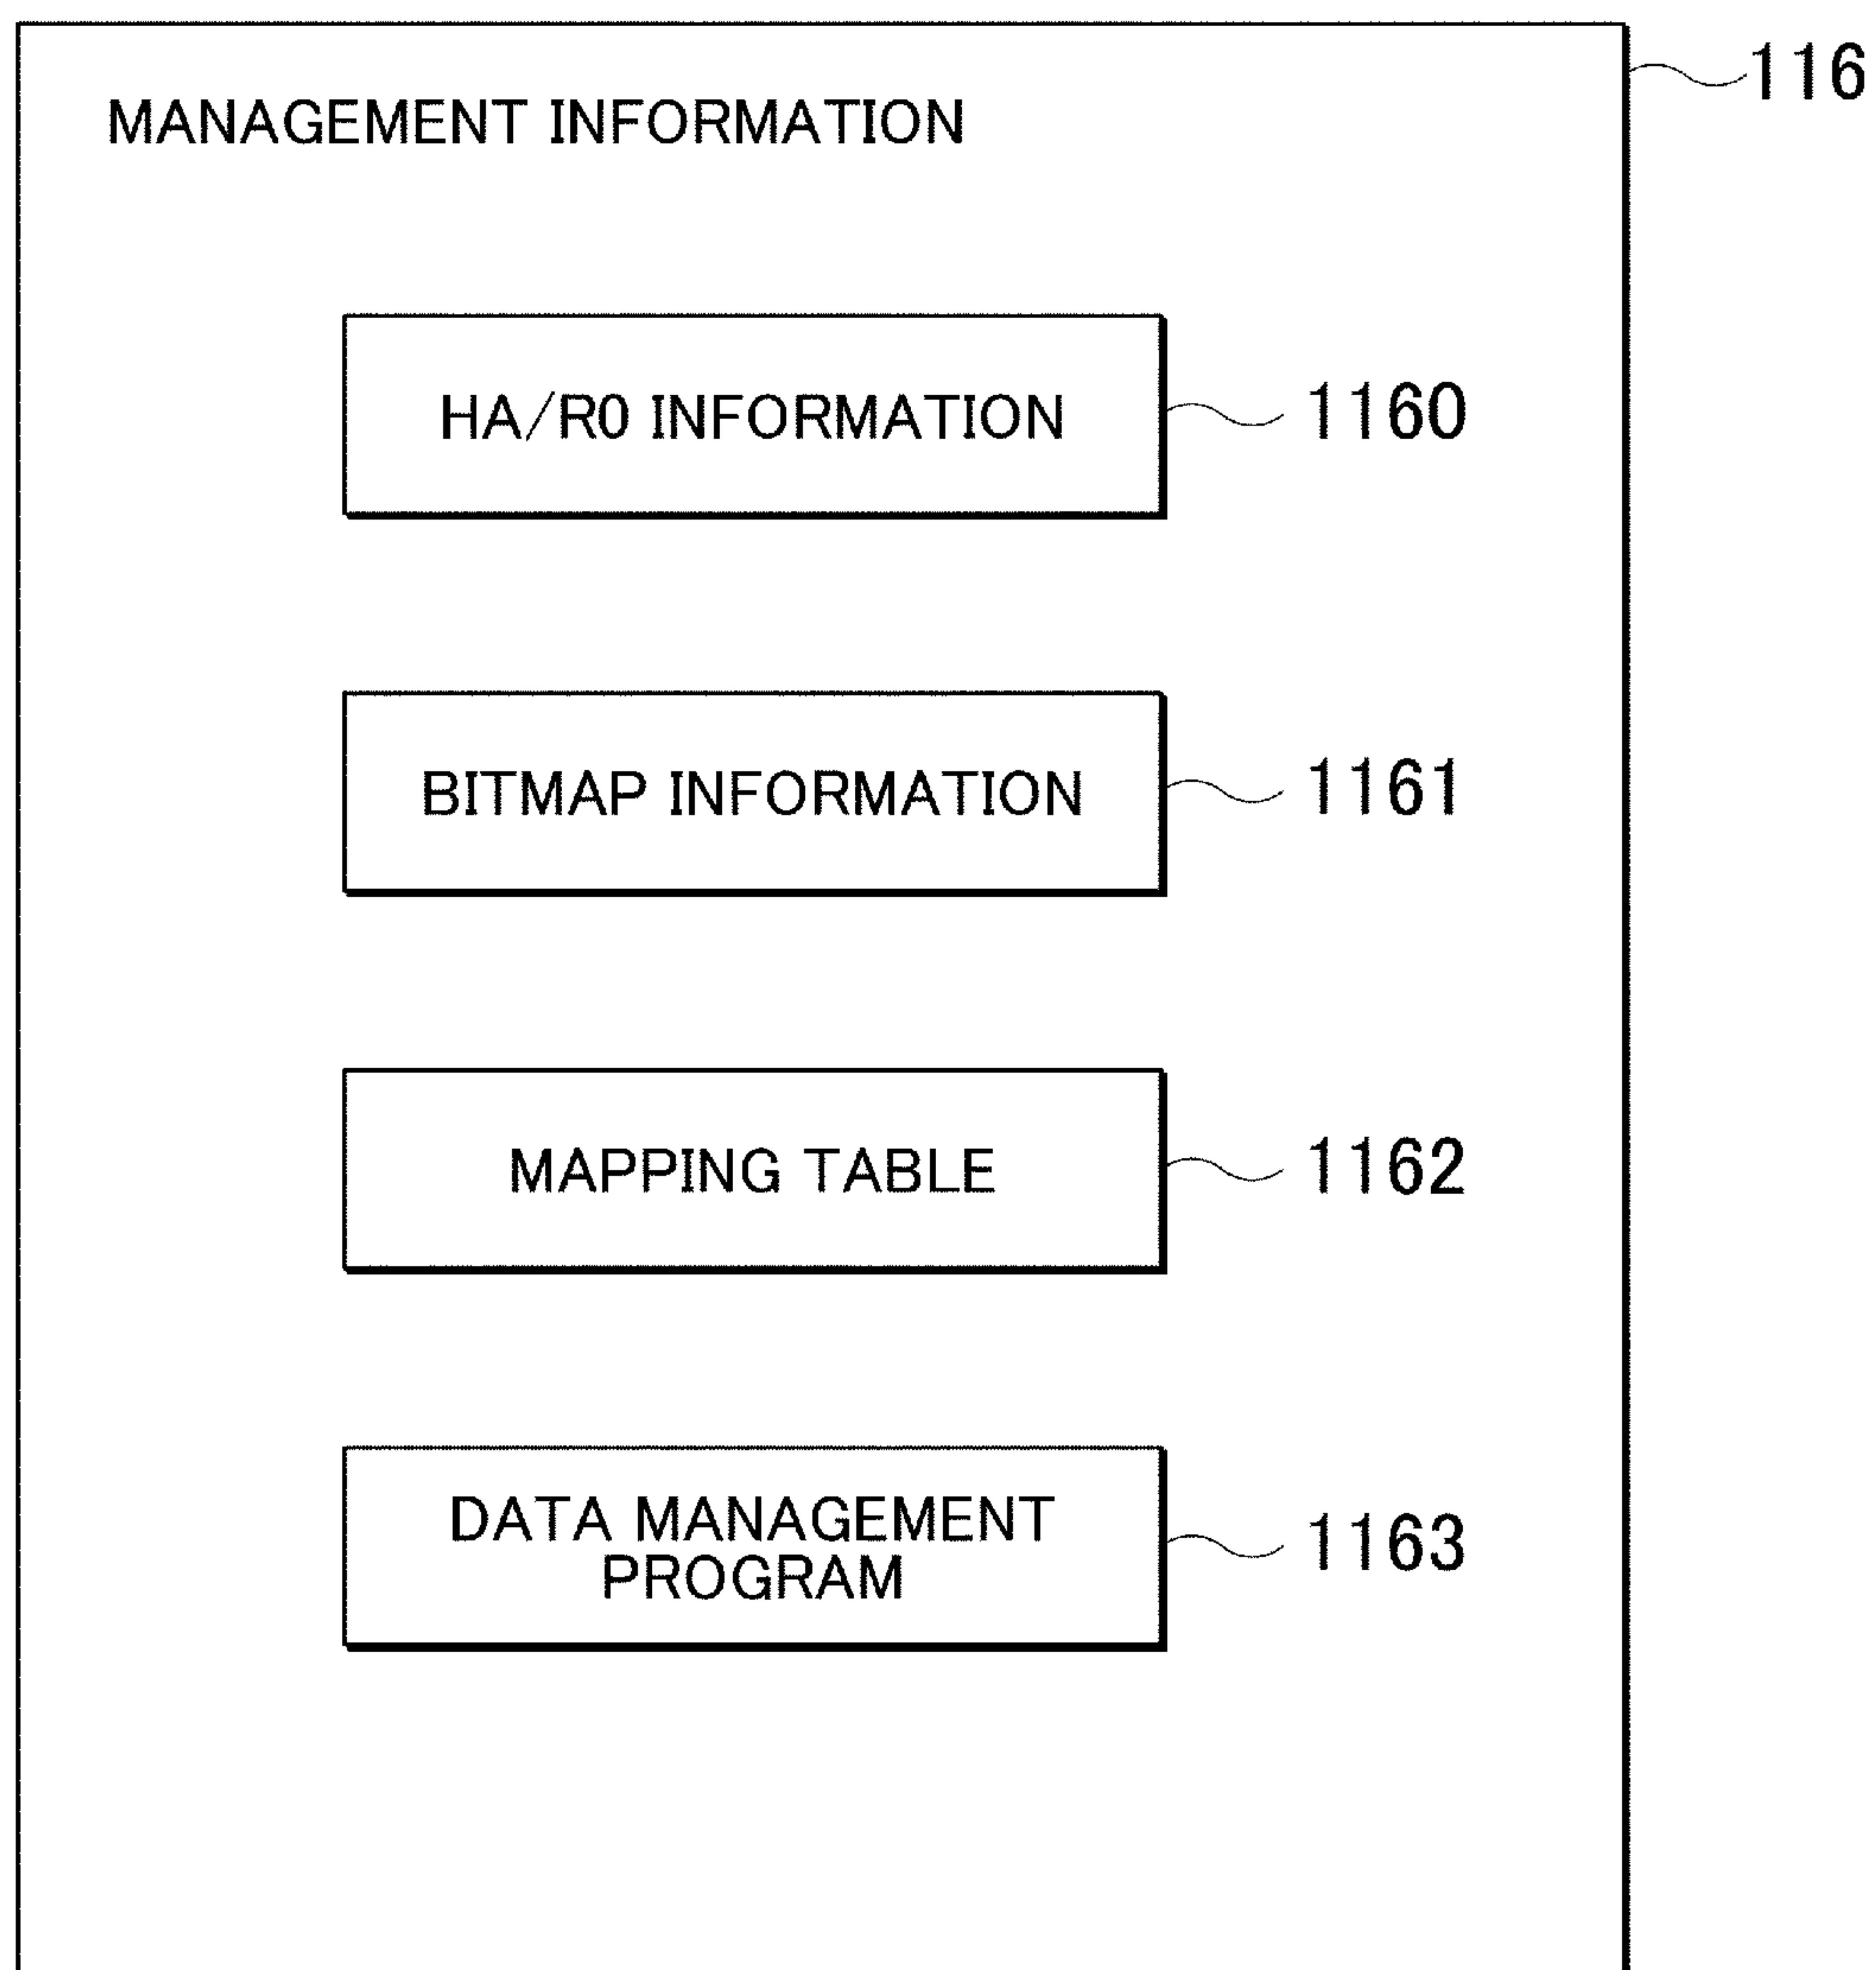 116
MANAGEMENT INFORMATION
HA/R0 INFORMATION
1160
BITMAP INFORMATION
1161
MAPPING TABLE
1162
DATA MANAGEMENT
PROGRAM
1163